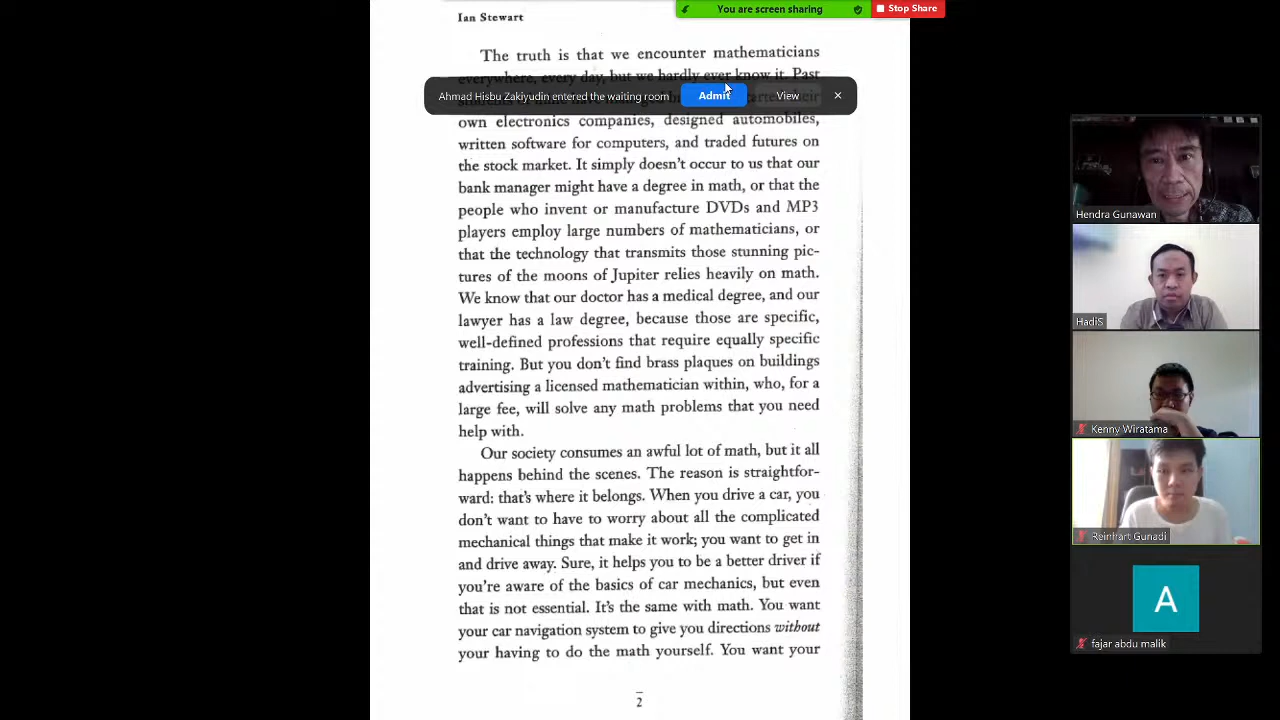 Ian Stewart
You are screen sharing
Stop Share
The truth is that we encounter mathematicians
everywhere, every day, but we hardly ever know it. Past
Ahmad Hisbu Zakiyudin entered the waiting room
Admit
View
own electronics companies, designed automobiles,
written software for computers, and traded futures on
the stock market. It simply doesn't occur to us that our
bank manager might have a degree in math, or that the
people who invent or manufacture DVDs and MP3
players employ large numbers of mathematicians, or
that the technology that transmits those stunning pic-
tures of the moons of Jupiter relies heavily on math.
We know that our doctor has a medical degree, and our
lawyer has a law degree, because those are specific,
well-defined professions that require equally specific
training. But you don't find brass plaques on buildings
advertising a licensed mathematician within, who, for a
large fee, will solve any math problems that you need
help with.
Our society consumes an awful lot of math, but it all
happens behind the scenes. The reason is straightfor-
ward: that's where it belongs. When you drive a car, you
don't want to have to worry about all the complicated
mechanical things that make it work; you want to get in
and drive away. Sure, it helps you to be a better driver if
you're aware of the basics of car mechanics, but even
that is not essential. It's the same with math. You want
your car navigation system to give you directions without
your having to do the math yourself. You want your
2
Hendra Gunawan
HadiS
Kenny Wiratama
Reinhart Gunadi
A
fajar abdu malik